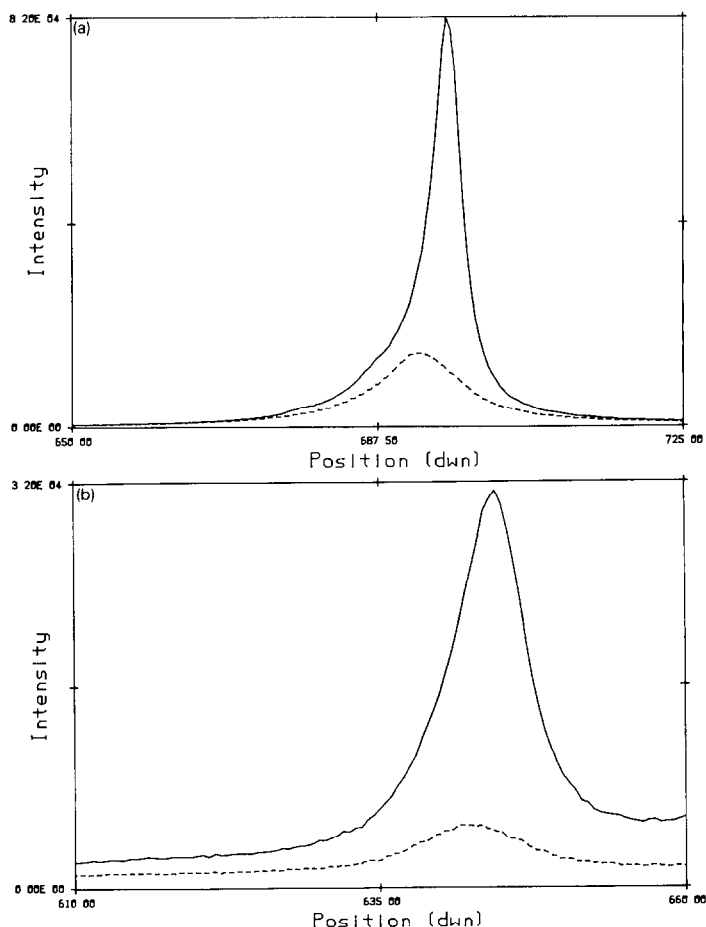 8 20E 04
(a)
Intensity
0 00E 00
650 00
687 50
725 00
Position (dwn)
3 20E 04
(b)
Intensity
0 00E 00
610 00
635 00
660 00
Position (dwn)